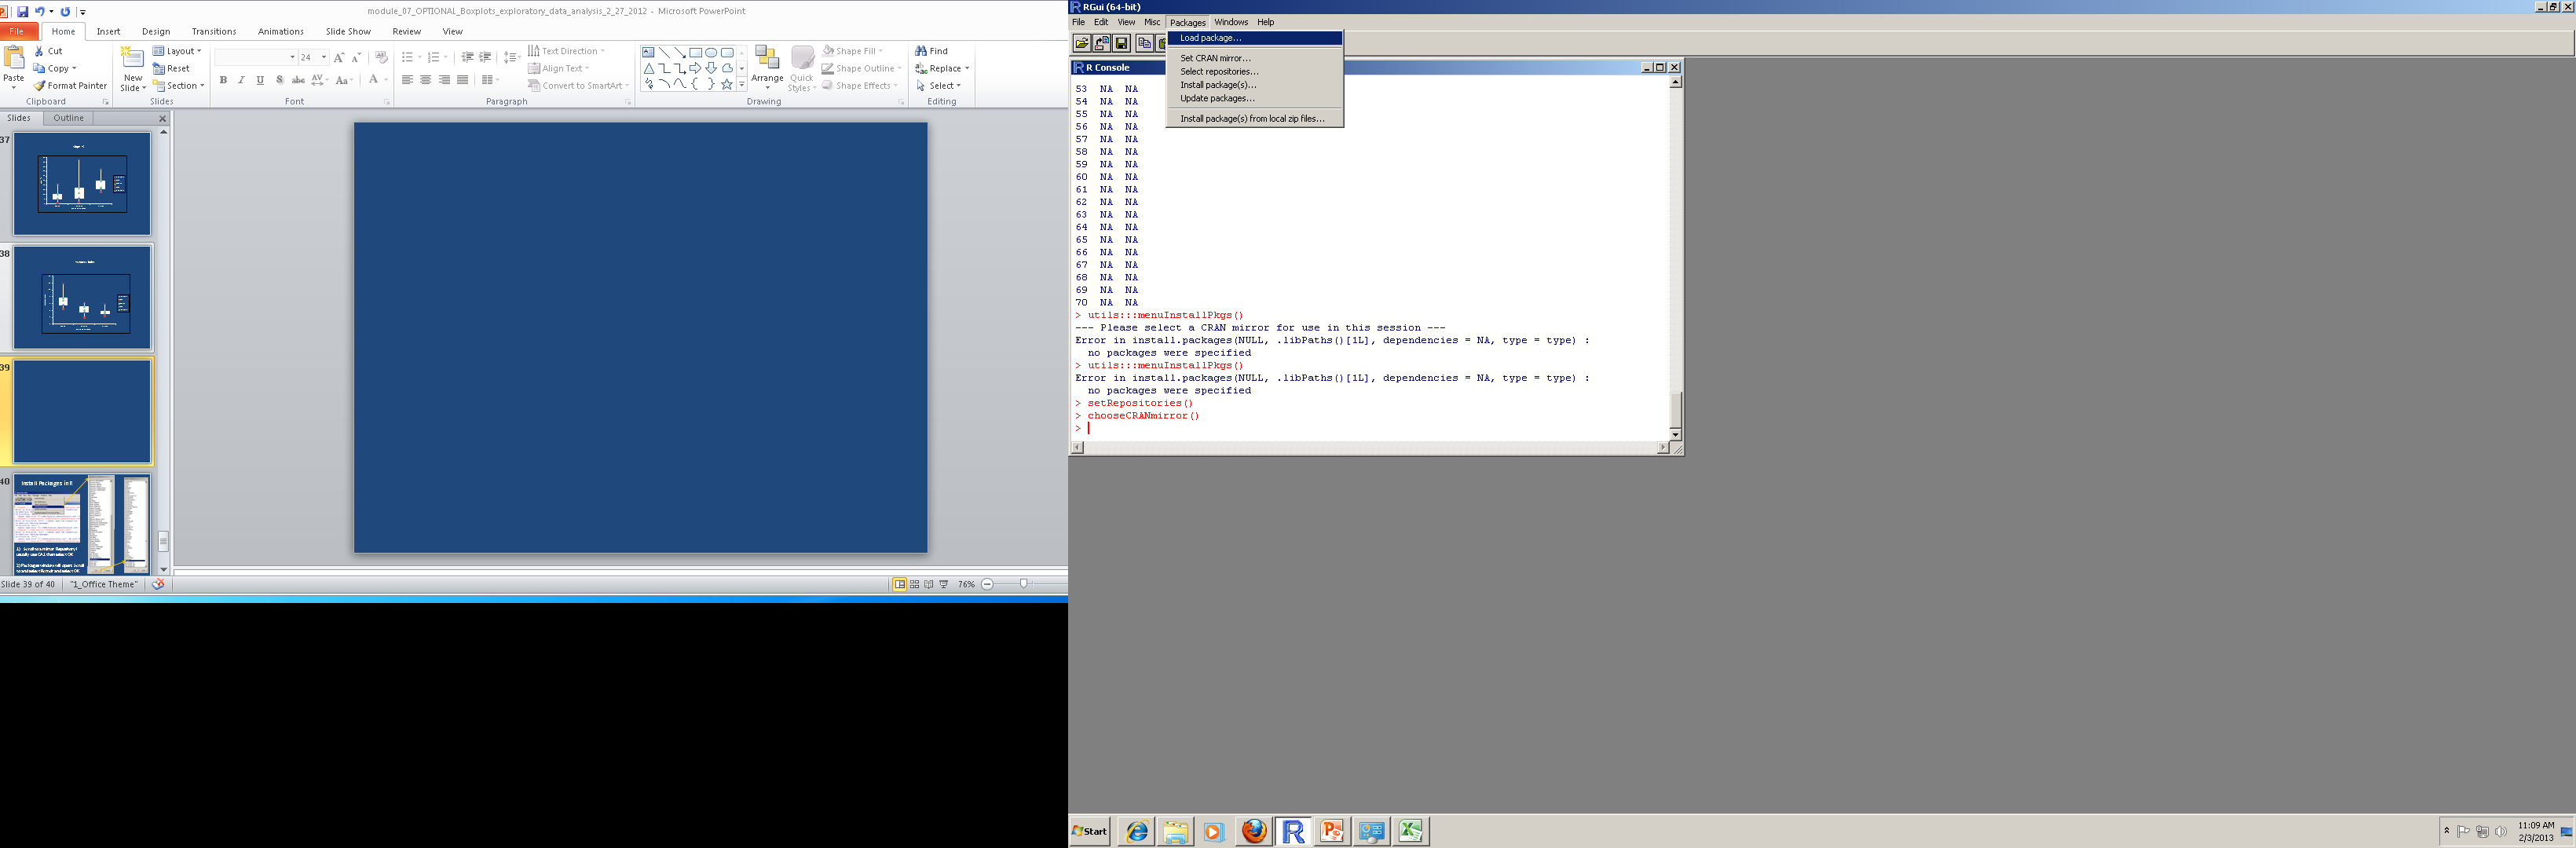 module_07_OPTIONAL_Boxplots_exploratory_data_analysis_2_27_2012 - Microsoft PowerPoint
File Home Insert Design Transitions Animations Slide Show Review View
Paste
Cut
Copy
Format Painter
Clipboard
New Slide
Layout
Reset
Section
Slides
24
Font
Text Direction
Align Text
Convert to SmartArt
Paragraph
Arrange
Quick Styles
Shape Fill
Shape Outline
Shape Effects
Drawing
Find
Replace
Select
Editing
Slides Outline
37
38
39
40
Install Packages in R
Slide 39 of 40 "1_Office Theme" 76%
RGui (64-bit)
File Edit View Misc Packages Windows Help
Load package...
Set CRAN mirror...
Select repositories...
Install package(s)...
Update packages...
Install package(s) from local zip files...
R Console
53 NA NA
54 NA NA
55 NA NA
56 NA NA
57 NA NA
58 NA NA
59 NA NA
60 NA NA
61 NA NA
62 NA NA
63 NA NA
64 NA NA
65 NA NA
66 NA NA
67 NA NA
68 NA NA
69 NA NA
70 NA NA
> utils:::menuInstallPkgs()
--- Please select a CRAN mirror for use in this session ---
Error in install.packages(NULL, .libPaths()[1L], dependencies = NA, type = type) :
no packages were specified
> utils:::menuInstallPkgs()
Error in install.packages(NULL, .libPaths()[1L], dependencies = NA, type = type) :
no packages were specified
> setRepositories()
> chooseCRANmirror()
>
Start
11:09 AM
2/3/2013